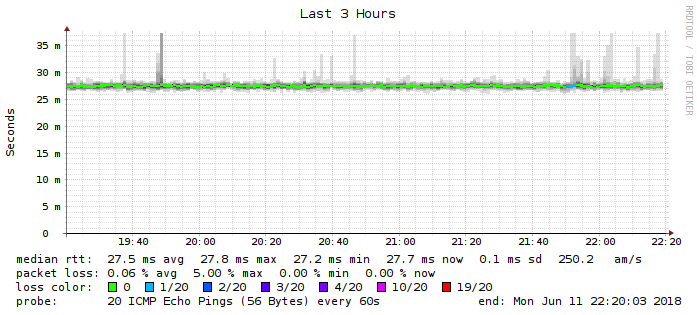 Last 3 Hours
RRDTOOL / TOBI OETIKER
Seconds
35 m
30 m
25 m
20 m
15 m
10 m
5 m
0
19:40 20:00 20:20 20:40 21:00 21:20 21:40 22:00 22:20
median rtt: 27.5 ms avg 27.8 ms max 27.2 ms min 27.7 ms now 0.1 ms sd 250.2 am/s
packet loss: 0.06 % avg 5.00 % max 0.00 % min 0.00 % now
loss color: 0 1/20 2/20 3/20 4/20 10/20 19/20
probe: 20 ICMP Echo Pings (56 Bytes) every 60s end: Mon Jun 11 22:20:03 2018